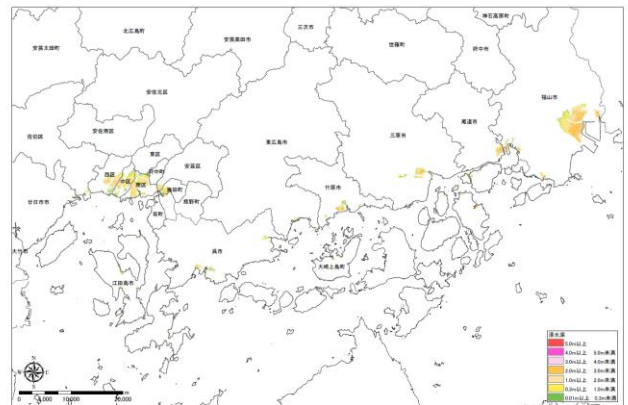 北広島町
安芸高田市
三次市
神石高原町
安芸太田町
世羅町
府中市
安佐北区
福山市
佐伯区
安佐南区
東広島市
三原市
尾道市
東区
安芸区
西区
中区
府中町
南区
海田町
廿日市市
熊野町
竹原市
坂町
大竹市
呉市
大崎上島町
江田島市
浸水深
5.0m以上
4.0m以上 5.0m未満
3.0m以上 4.0m未満
2.0m以上 3.0m未満
1.0m以上 2.0m未満
0.3m以上 1.0m未満
0.01m以上 0.3m未満
N